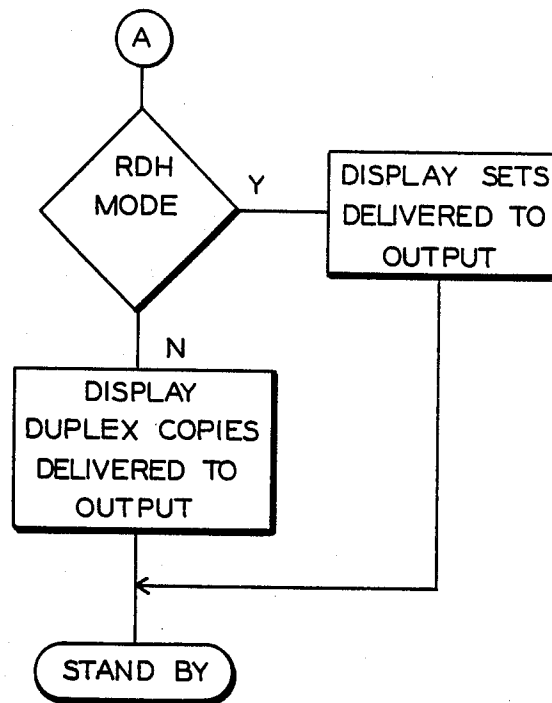 A
RDH
MODE
Y
DISPLAY SETS
DELIVERED TO
OUTPUT
N
DISPLAY
DUPLEX COPIES
DELIVERED TO
OUTPUT
STAND BY